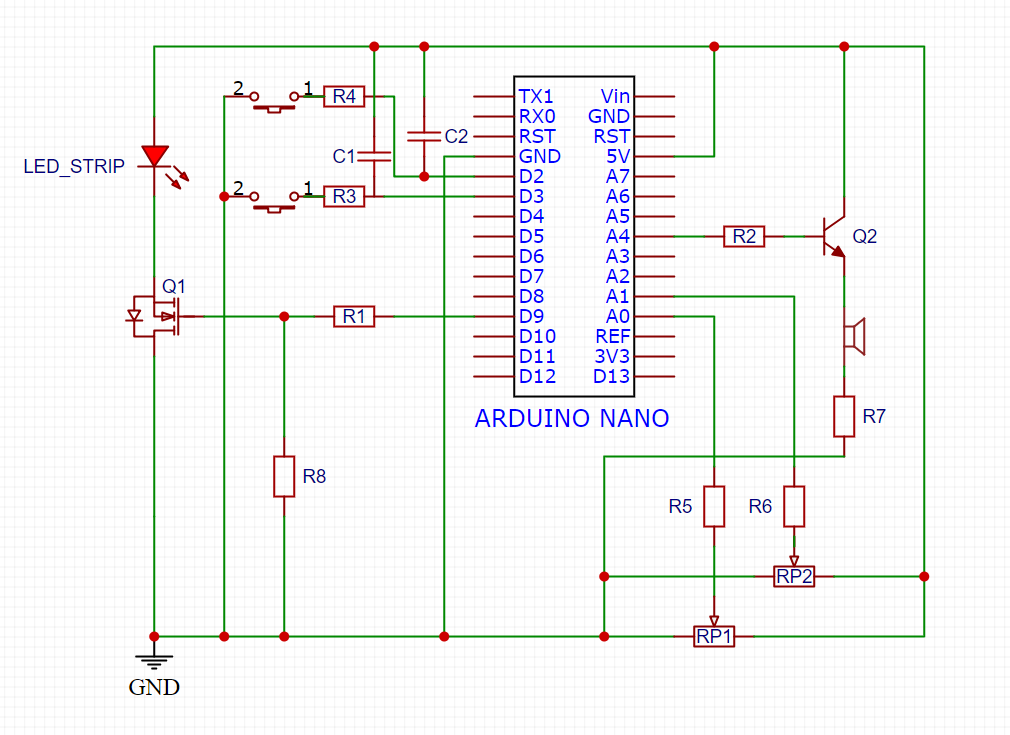 2 1 R4
C2
C1
LED_STRIP
2 1 R3
Q1
R1
R8
GND
TX1 Vin
RX0 GND
RST RST
GND 5V
D2 A7
D3 A6
D4 A5
D5 A4
D6 A3
D7 A2
D8 A1
D9 A0
D10 REF
D11 3V3
D12 D13
ARDUINO NANO
R2
Q2
R7
R5
R6
RP2
RP1